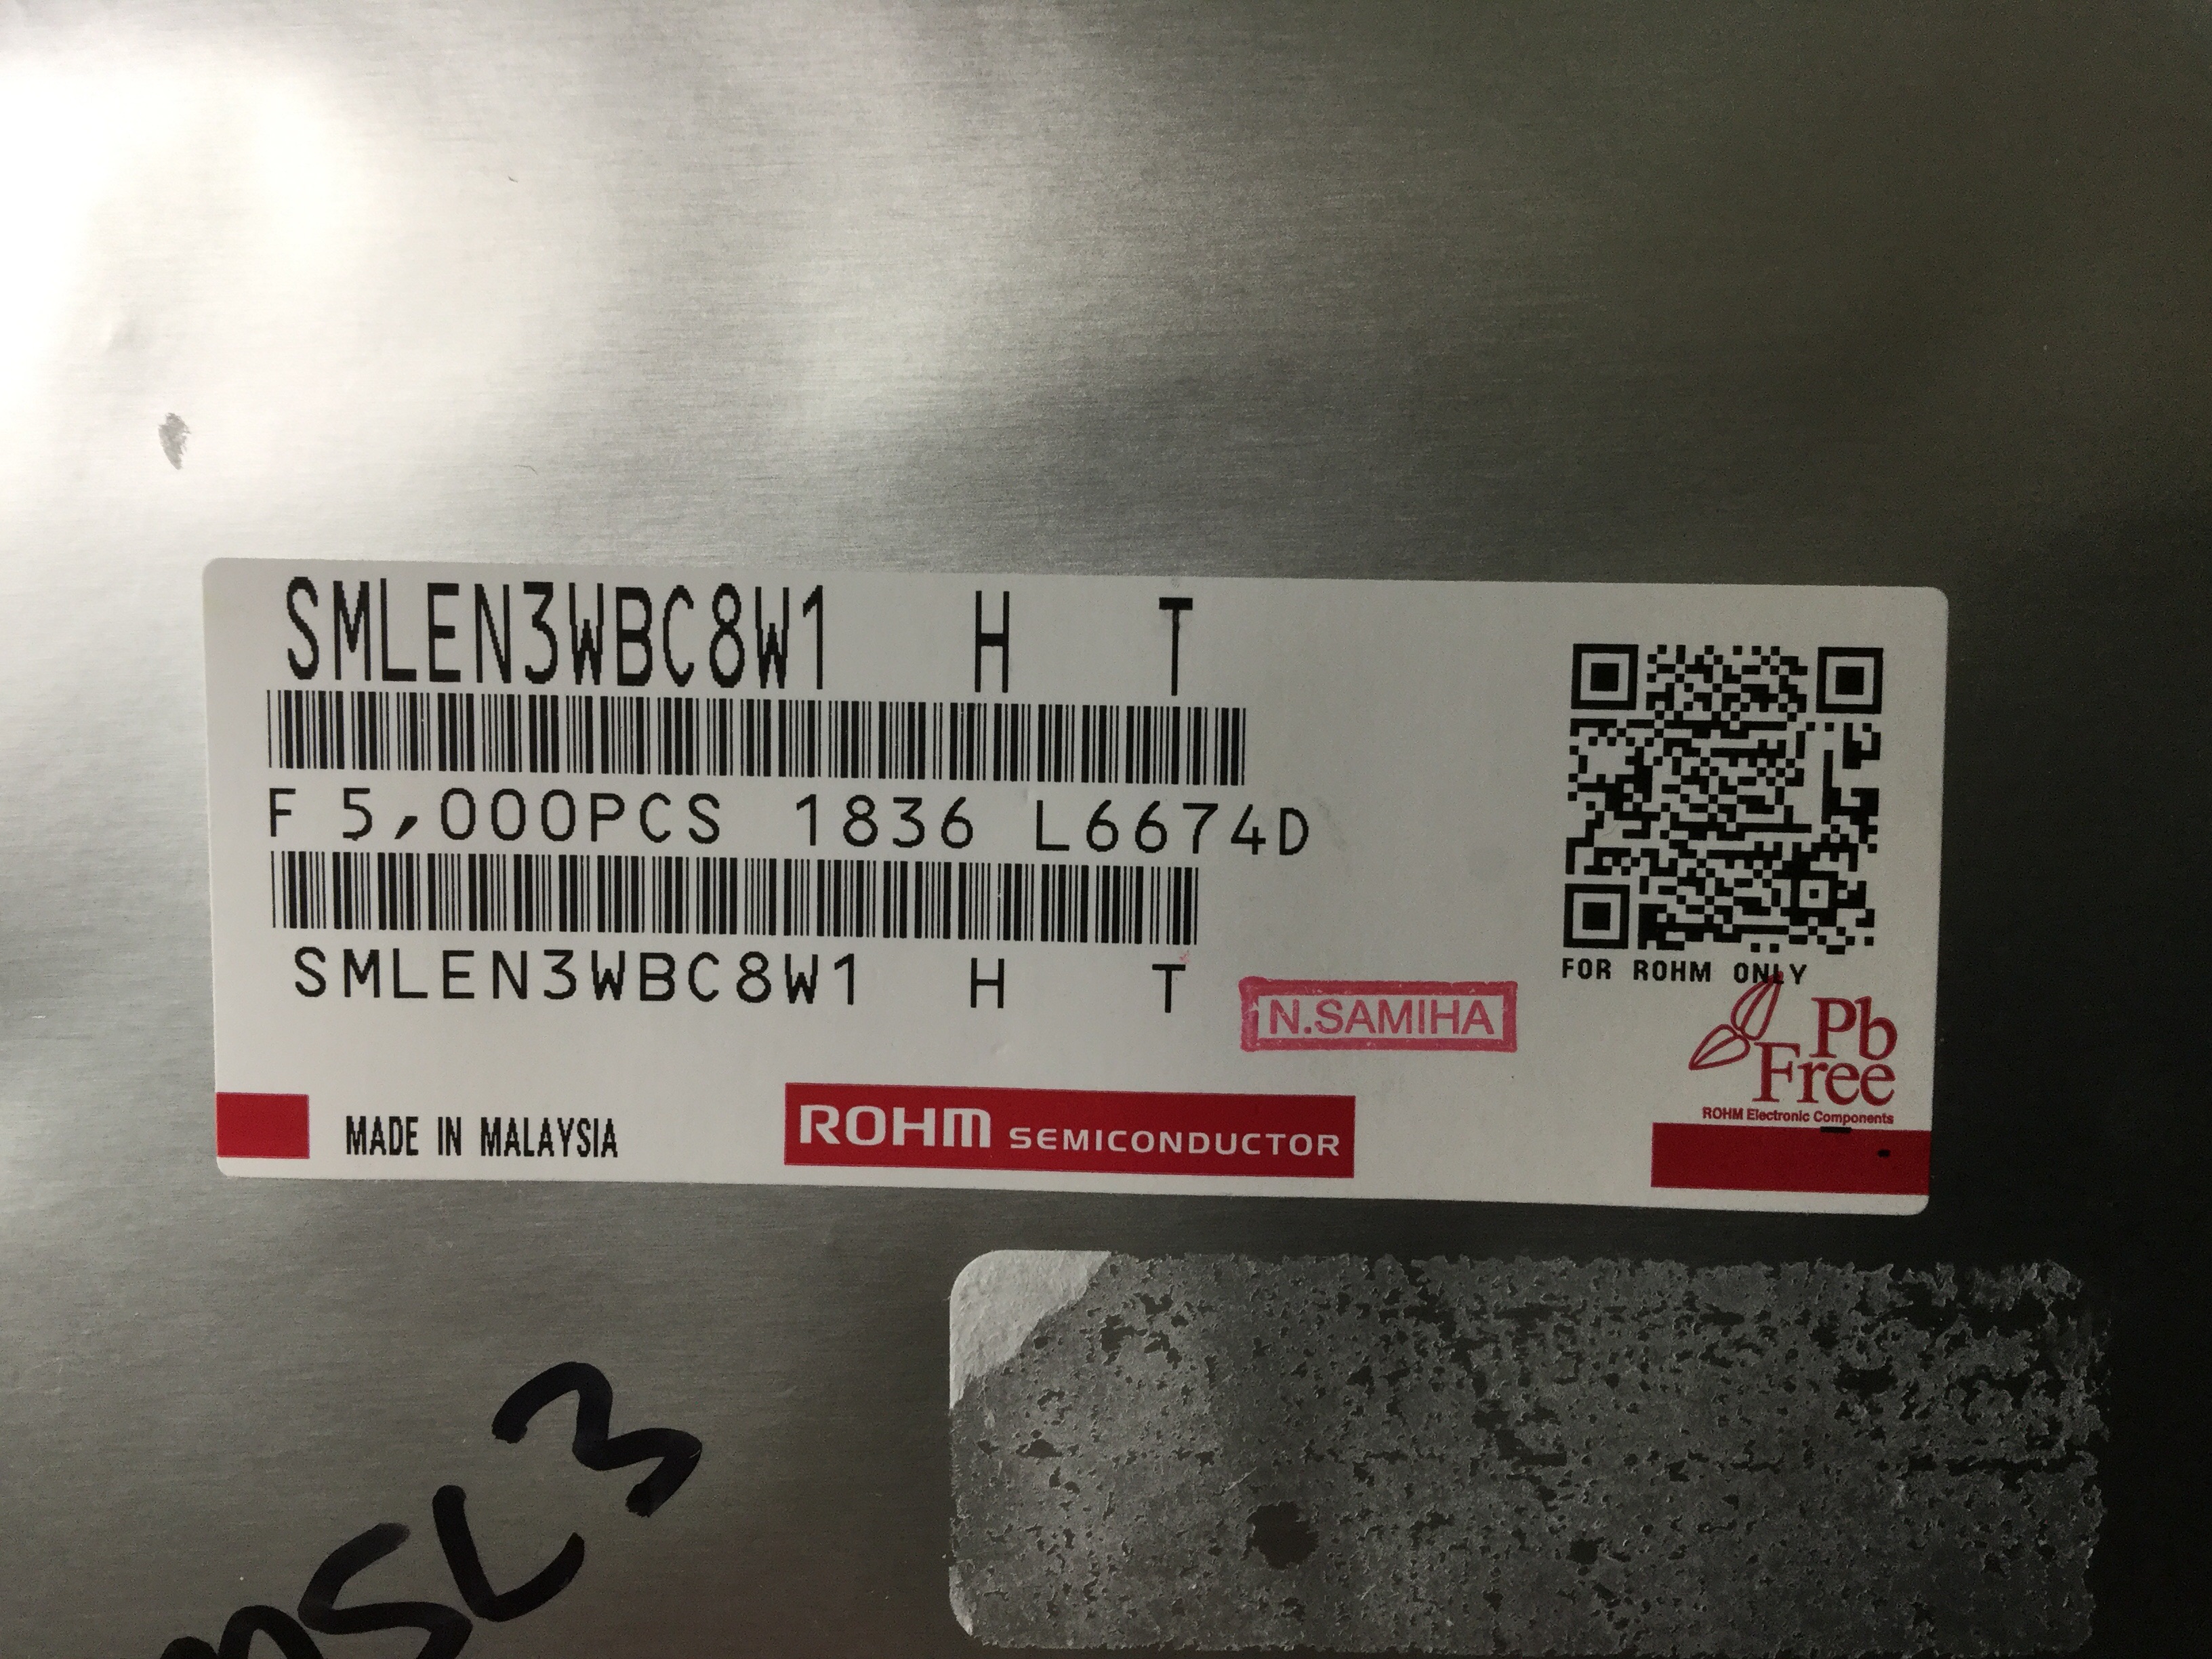 SMLEN3WBC8W1 H T
F 5,000PCS 1836 L6674D
SMLEN3WBC8W1 H T
FOR ROHM ONLY
N.SAMIHA
Pb
Free
ROHM Electronic Components
MADE IN MALAYSIA
ROHM SEMICONDUCTOR
MSL3